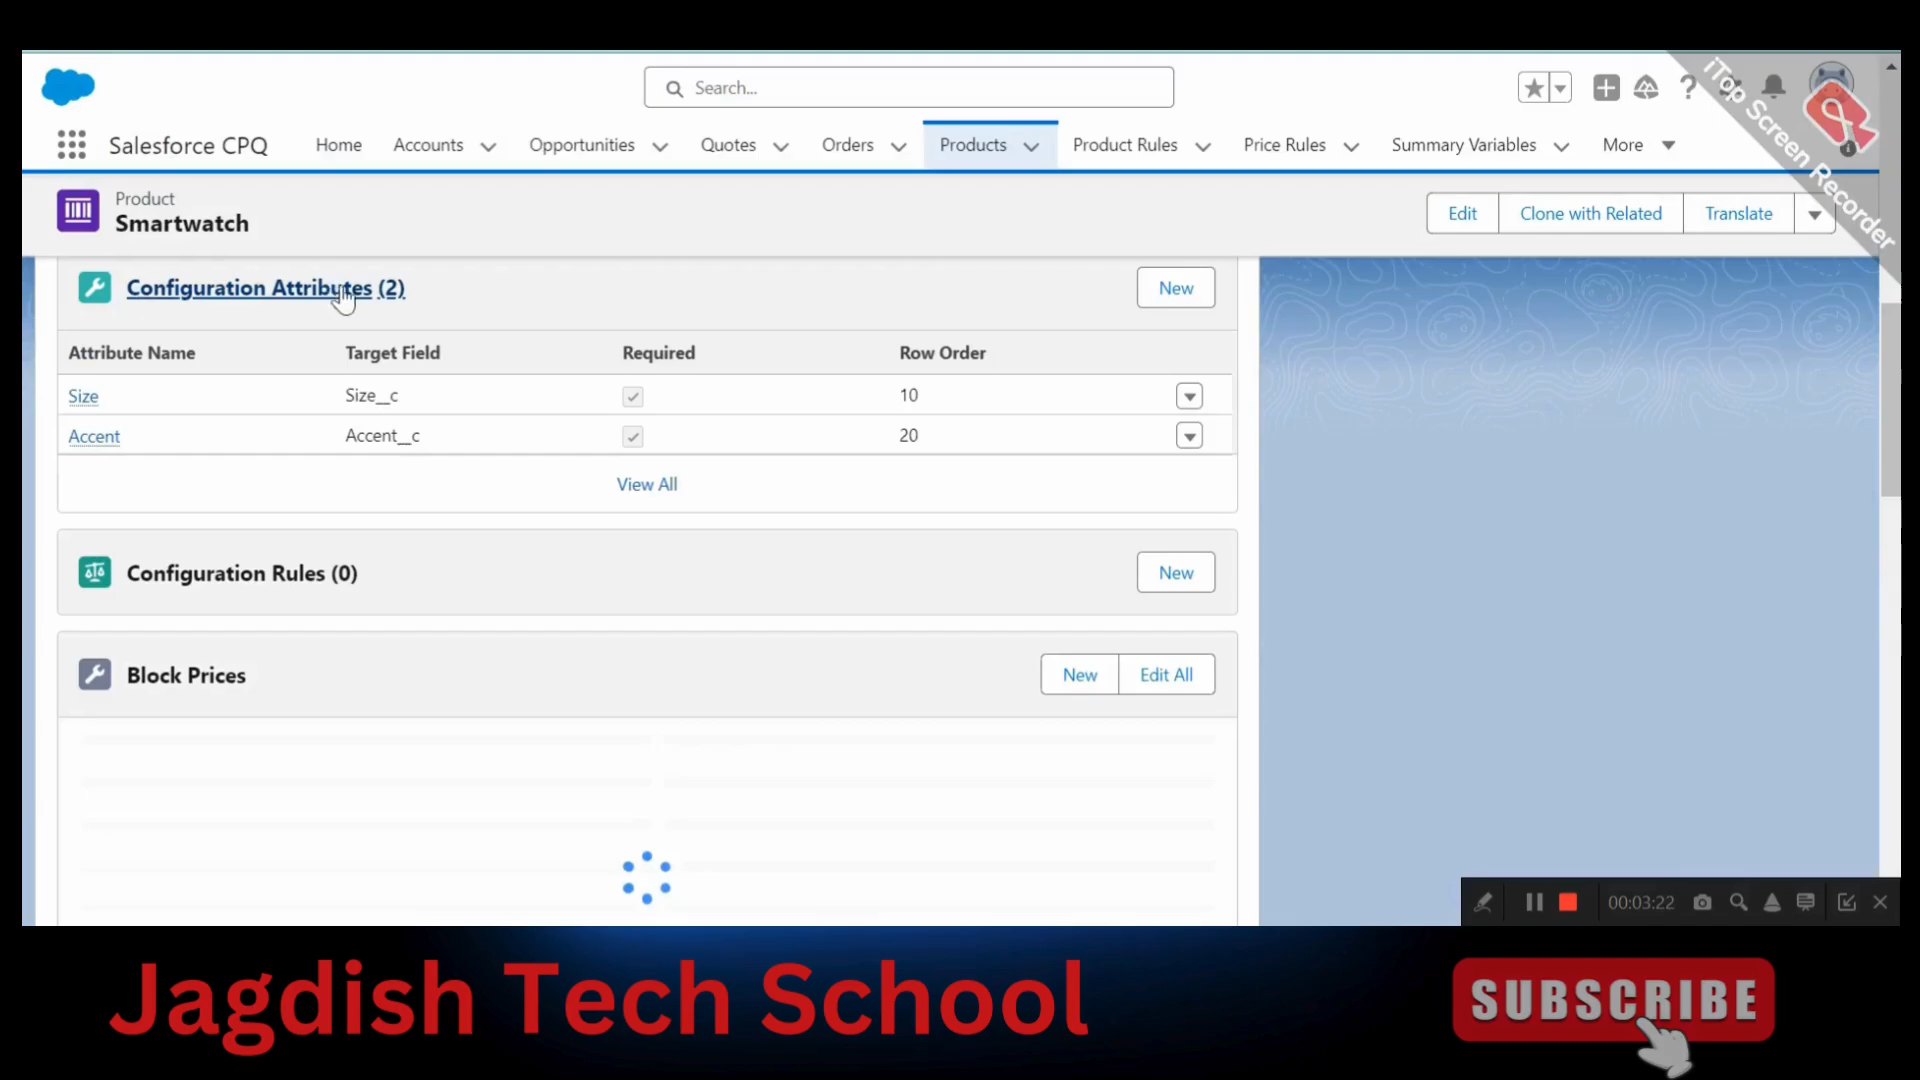 Search...
iTop Screen Recorder
Salesforce CPQ
Home
Accounts
Opportunities
Quotes
Orders
Products
Product Rules
Price Rules
Summary Variables
More
Product
Smartwatch
Edit
Clone with Related
Translate
Configuration Attributes (2)
New
Attribute Name
Target Field
Required
Row Order
Size
Size__c
10
Accent
Accent__c
20
View All
Configuration Rules (0)
New
Block Prices
New
Edit All
00:03:22
Jagdish Tech School
SUBSCRIBE